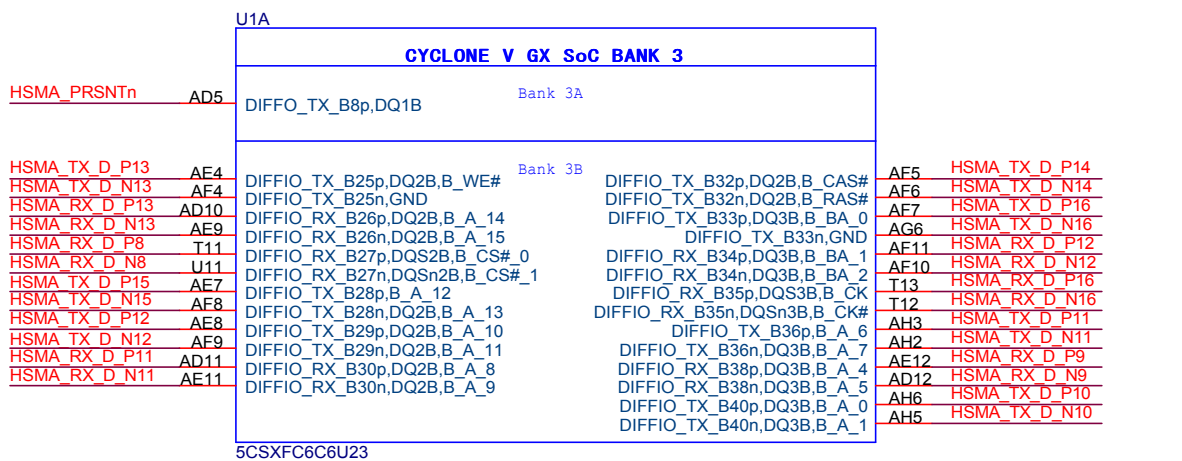 U1A
CYCLONE V GX SoC BANK 3
Bank 3A
HSMA_PRSNTn AD5 DIFFO_TX_B8p,DQ1B
Bank 3B
HSMA_TX_D_P13 AE4 DIFFIO_TX_B25p,DQ2B,B_WE#
HSMA_TX_D_N13 AF4 DIFFIO_TX_B25n,GND
HSMA_RX_D_P13 AD10 DIFFIO_RX_B26p,DQ2B,B_A_14
HSMA_RX_D_N13 AE9 DIFFIO_RX_B26n,DQ2B,B_A_15
HSMA_RX_D_P8 T11 DIFFIO_RX_B27p,DQS2B,B_CS#_0
HSMA_RX_D_N8 U11 DIFFIO_RX_B27n,DQSn2B,B_CS#_1
HSMA_TX_D_P15 AE7 DIFFIO_TX_B28p,B_A_12
HSMA_TX_D_N15 AF8 DIFFIO_TX_B28n,DQ2B,B_A_13
HSMA_TX_D_P12 AE8 DIFFIO_TX_B29p,DQ2B,B_A_10
HSMA_TX_D_N12 AF9 DIFFIO_TX_B29n,DQ2B,B_A_11
HSMA_RX_D_P11 AD11 DIFFIO_RX_B30p,DQ2B,B_A_8
HSMA_RX_D_N11 AE11 DIFFIO_RX_B30n,DQ2B,B_A_9
DIFFIO_TX_B32p,DQ2B,B_CAS# AF5 HSMA_TX_D_P14
DIFFIO_TX_B32n,DQ2B,B_RAS# AF6 HSMA_TX_D_N14
DIFFIO_TX_B33p,DQ3B,B_BA_0 AF7 HSMA_TX_D_P16
DIFFIO_TX_B33n,GND AG6 HSMA_TX_D_N16
DIFFIO_RX_B34p,DQ3B,B_BA_1 AF11 HSMA_RX_D_P12
DIFFIO_RX_B34n,DQ3B,B_BA_2 AF10 HSMA_RX_D_N12
DIFFIO_RX_B35p,DQS3B,B_CK T13 HSMA_RX_D_P16
DIFFIO_RX_B35n,DQSn3B,B_CK# T12 HSMA_RX_D_N16
DIFFIO_TX_B36p,B_A_6 AH3 HSMA_TX_D_P11
DIFFIO_TX_B36n,DQ3B,B_A_7 AH2 HSMA_TX_D_N11
DIFFIO_RX_B38p,DQ3B,B_A_4 AE12 HSMA_RX_D_P9
DIFFIO_RX_B38n,DQ3B,B_A_5 AD12 HSMA_RX_D_N9
DIFFIO_TX_B40p,DQ3B,B_A_0 AH6 HSMA_TX_D_P10
DIFFIO_TX_B40n,DQ3B,B_A_1 AH5 HSMA_TX_D_N10
5CSXFC6C6U23